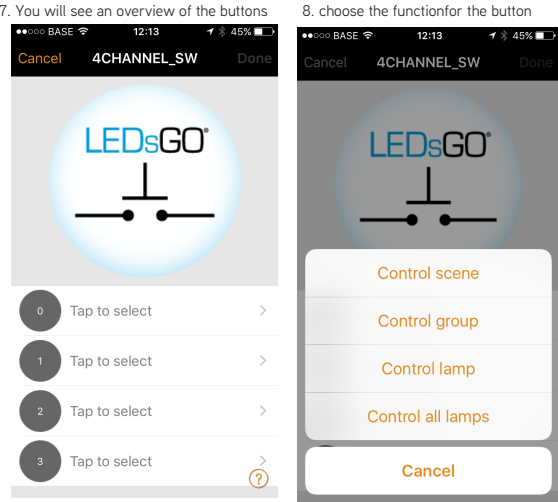 7. You will see an overview of the buttons
●●○○○ BASE 12:13 45%
Cancel 4CHANNEL_SW Done
LEDsGO®
0 Tap to select
1 Tap to select
2 Tap to select
3 Tap to select
?
8. choose the functionfor the button
●●○○○ BASE 12:13 45%
Cancel 4CHANNEL_SW Done
LEDsGO®
Control scene
Control group
Control lamp
Control all lamps
Cancel